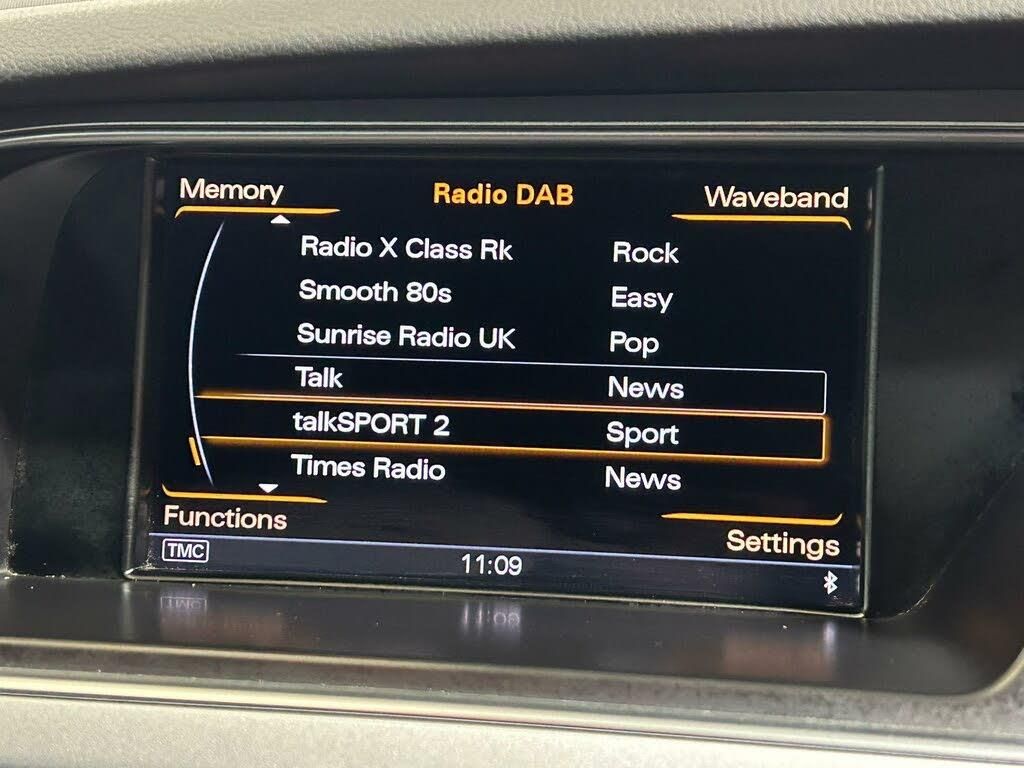 Memory Radio DAB Waveband
Radio X Class Rk Rock
Smooth 80s Easy
Sunrise Radio UK Pop
Talk News
talkSPORT 2 Sport
Times Radio News
Functions Settings
TMC 11:09